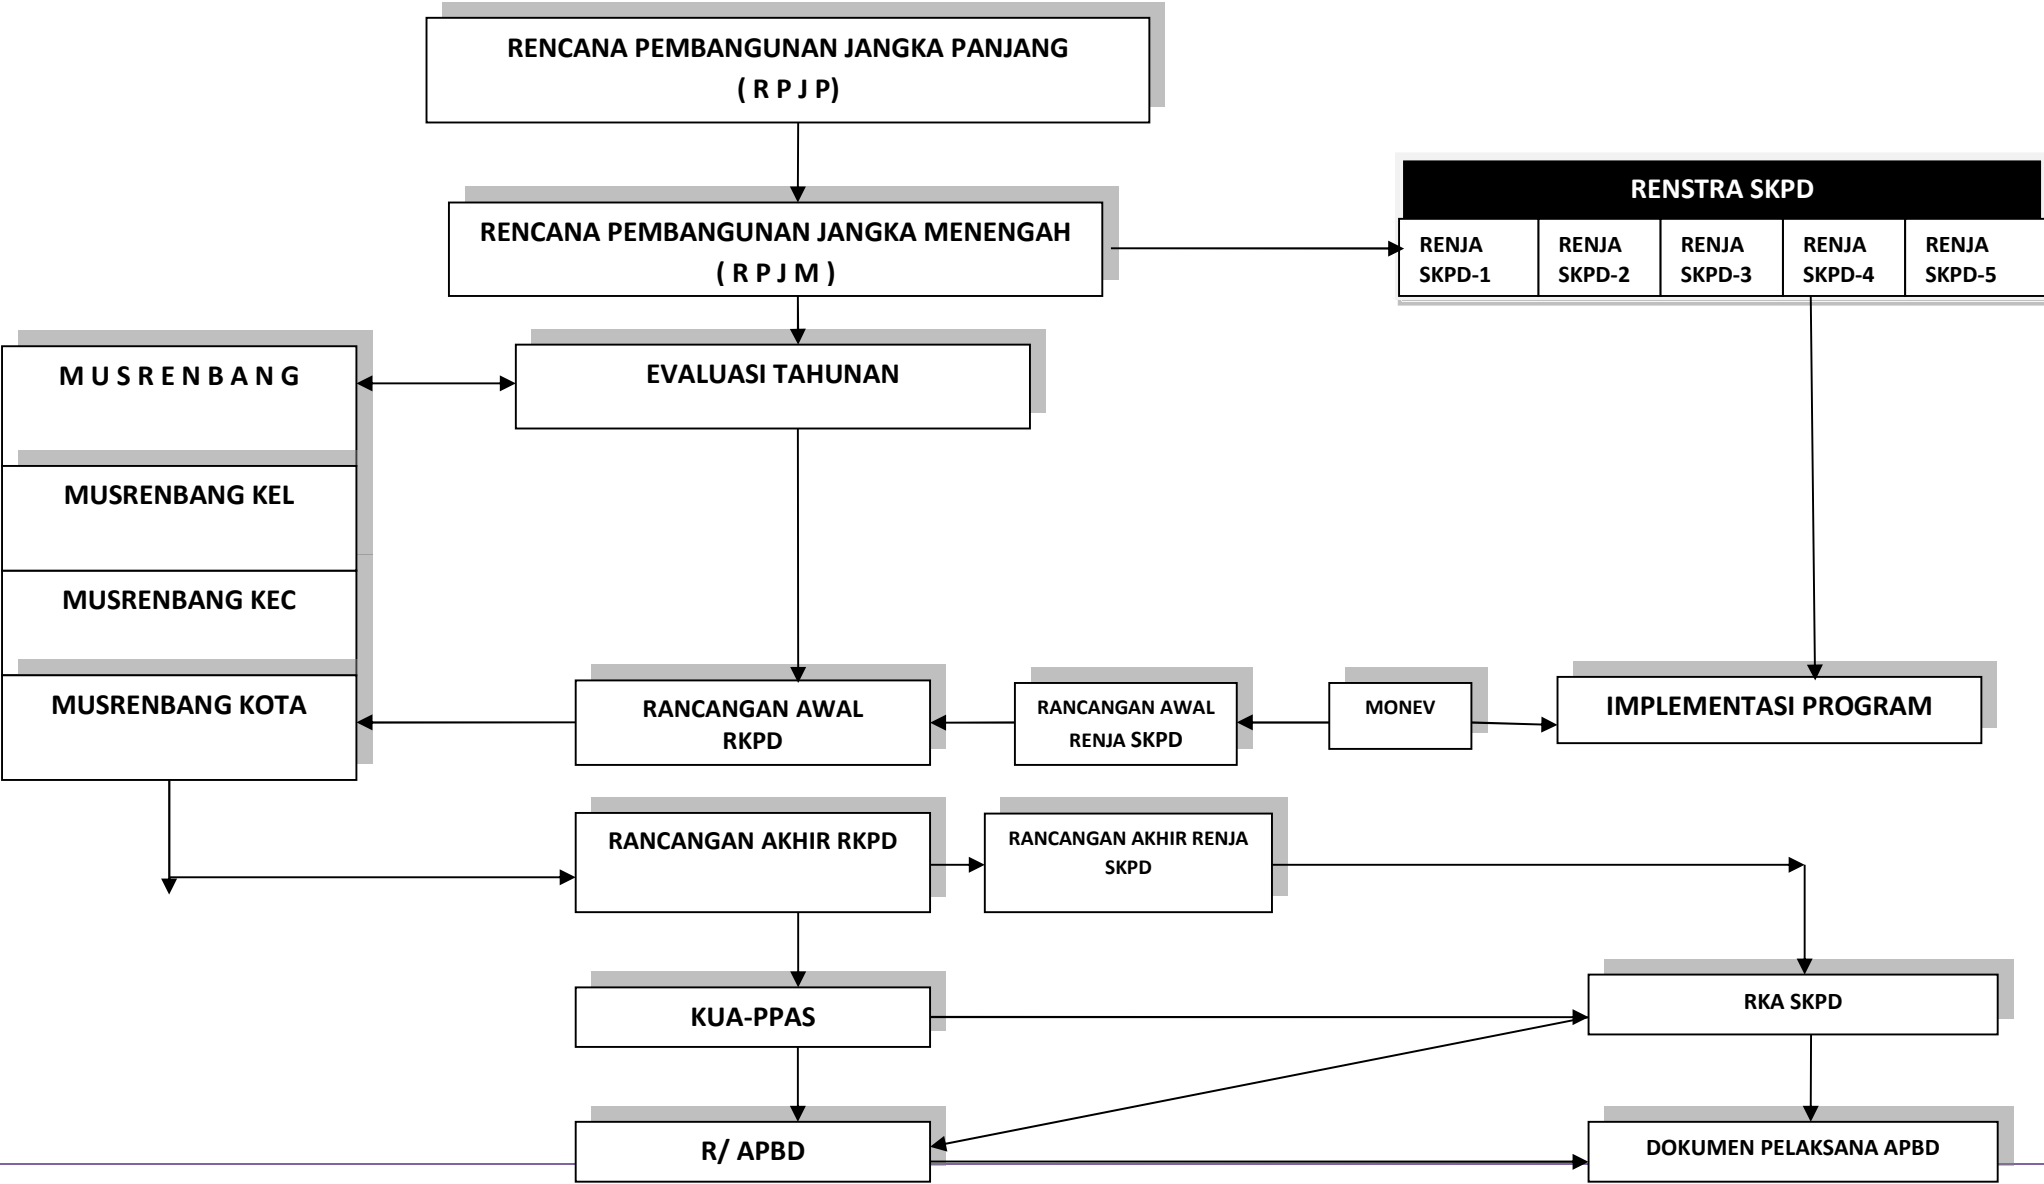 RENCANA PEMBANGUNAN JANGKA PANJANG
( R P J P)
RENCANA PEMBANGUNAN JANGKA MENENGAH
( R P J M )
RENSTRA SKPD
RENJA
SKPD-1
RENJA
SKPD-2
RENJA
SKPD-3
RENJA
SKPD-4
RENJA
SKPD-5
M U S R E N B A N G
EVALUASI TAHUNAN
MUSRENBANG KEL
MUSRENBANG KEC
MUSRENBANG KOTA
RANCANGAN AWAL
RKPD
RANCANGAN AWAL
RENJA SKPD
MONEV
IMPLEMENTASI PROGRAM
RANCANGAN AKHIR RKPD
RANCANGAN AKHIR RENJA
SKPD
KUA-PPAS
RKA SKPD
R/ APBD
DOKUMEN PELAKSANA APBD